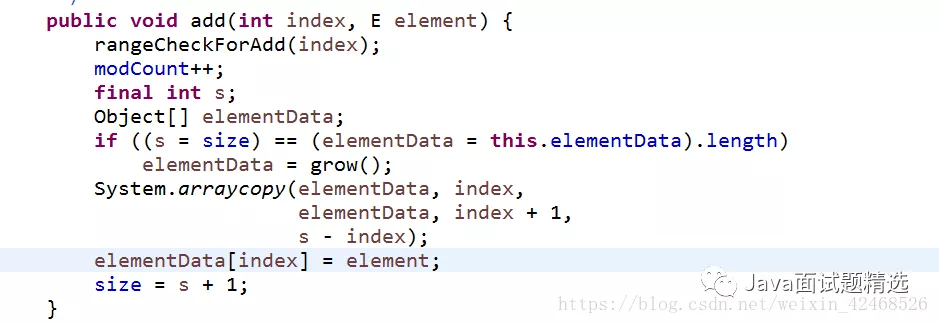 public void add(int index, E element) {
    rangeCheckForAdd(index);
    modCount++;
    final int s;
    Object[] elementData;
    if ((s = size) == (elementData = this.elementData).length)
        elementData = grow();
    System.arraycopy(elementData, index,
                     elementData, index + 1,
                     s - index);
    elementData[index] = element;
    size = s + 1;
}
Java面试题精选
https://blog.csdn.net/weixin_42468526